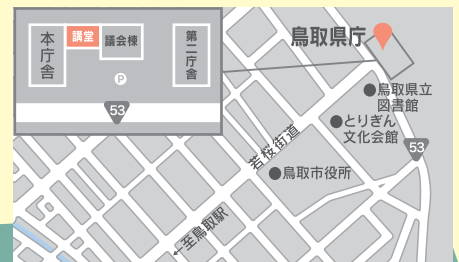 本庁舎
講堂
議会棟
第二庁舎
P
53
鳥取県庁
鳥取県立
図書館
とりぎん
文化会館
53
若桜街道
鳥取市役所
至鳥取駅